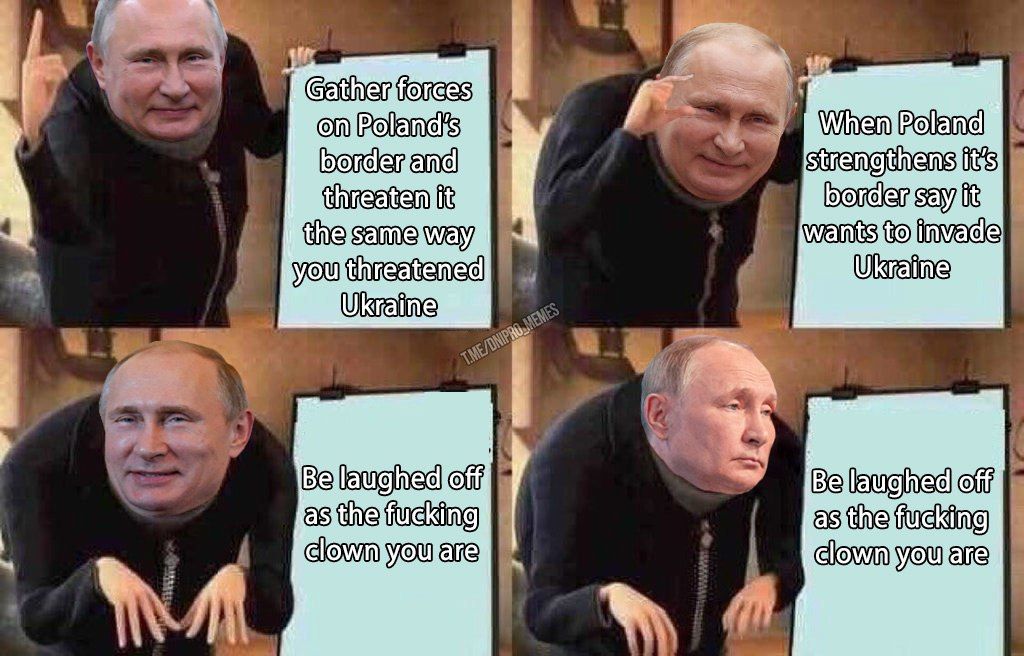 Gather forces
on Poland's
border and
threaten it
the same way
you threatened
Ukraine
When Poland
strengthens it's
border say it
wants to invade
Ukraine
T.ME/DNIPRO_MEMES
Be laughed off
as the fucking
clown you are
Be laughed off
as the fucking
clown you are